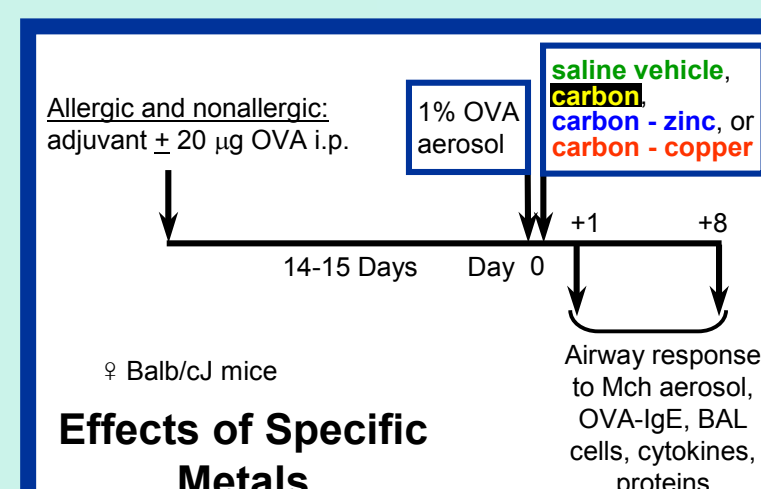 Allergic and nonallergic:
adjuvant ± 20 μg OVA i.p.
1% OVA
aerosol
saline vehicle,
carbon,
carbon - zinc, or
carbon - copper
+1
+8
14-15 Days
Day 0
♀ Balb/cJ mice
Effects of Specific
Metals
Airway response
to Mch aerosol,
OVA-IgE, BAL
cells, cytokines,
proteins